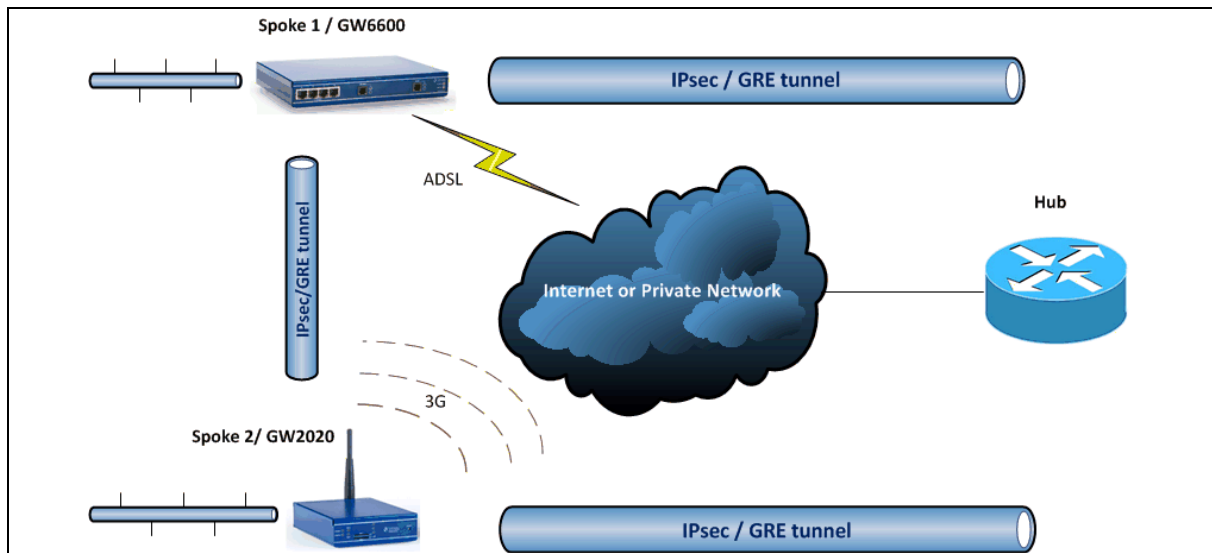 Spoke 1 / GW6600
IPsec / GRE tunnel
ADSL
IPsec/GRE tunnel
Hub
Internet or Private Network
3G
Spoke 2/ GW2020
IPsec / GRE tunnel